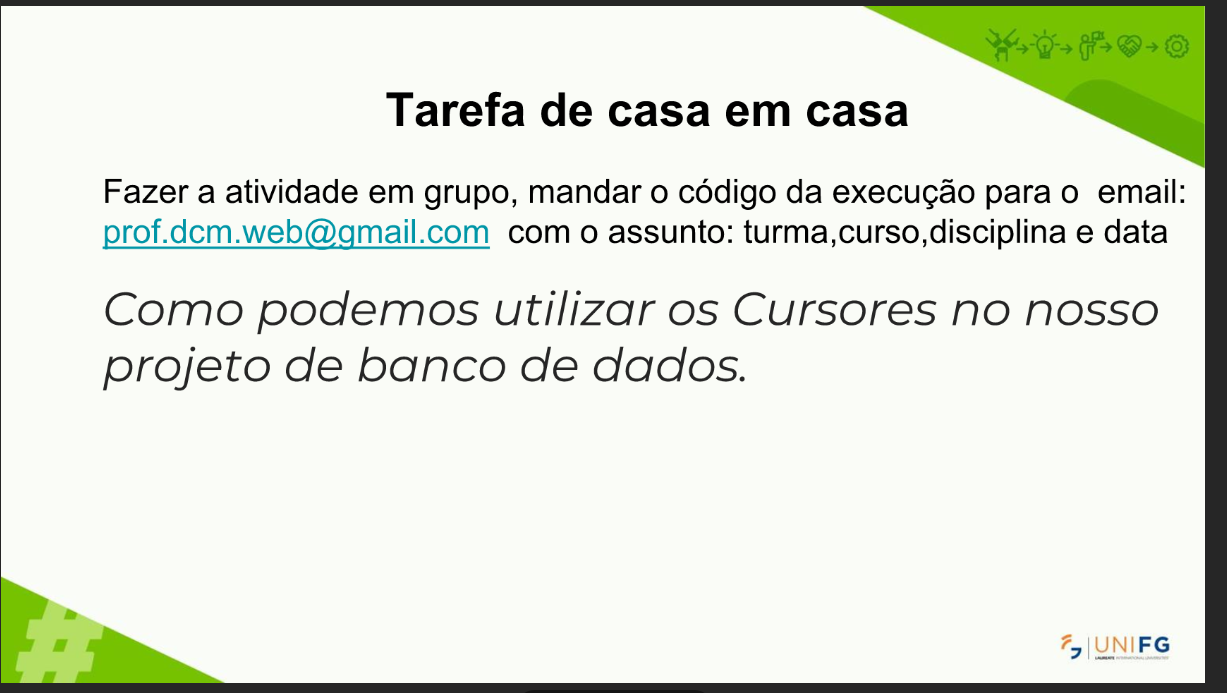 Tarefa de casa em casa
Fazer a atividade em grupo, mandar o código da execução para o email:
prof.dcm.web@gmail.com com o assunto: turma,curso,disciplina e data
Como podemos utilizar os Cursores no nosso
projeto de banco de dados.
#
UNIFG
LAUREATE INTERNATIONAL UNIVERSITIES